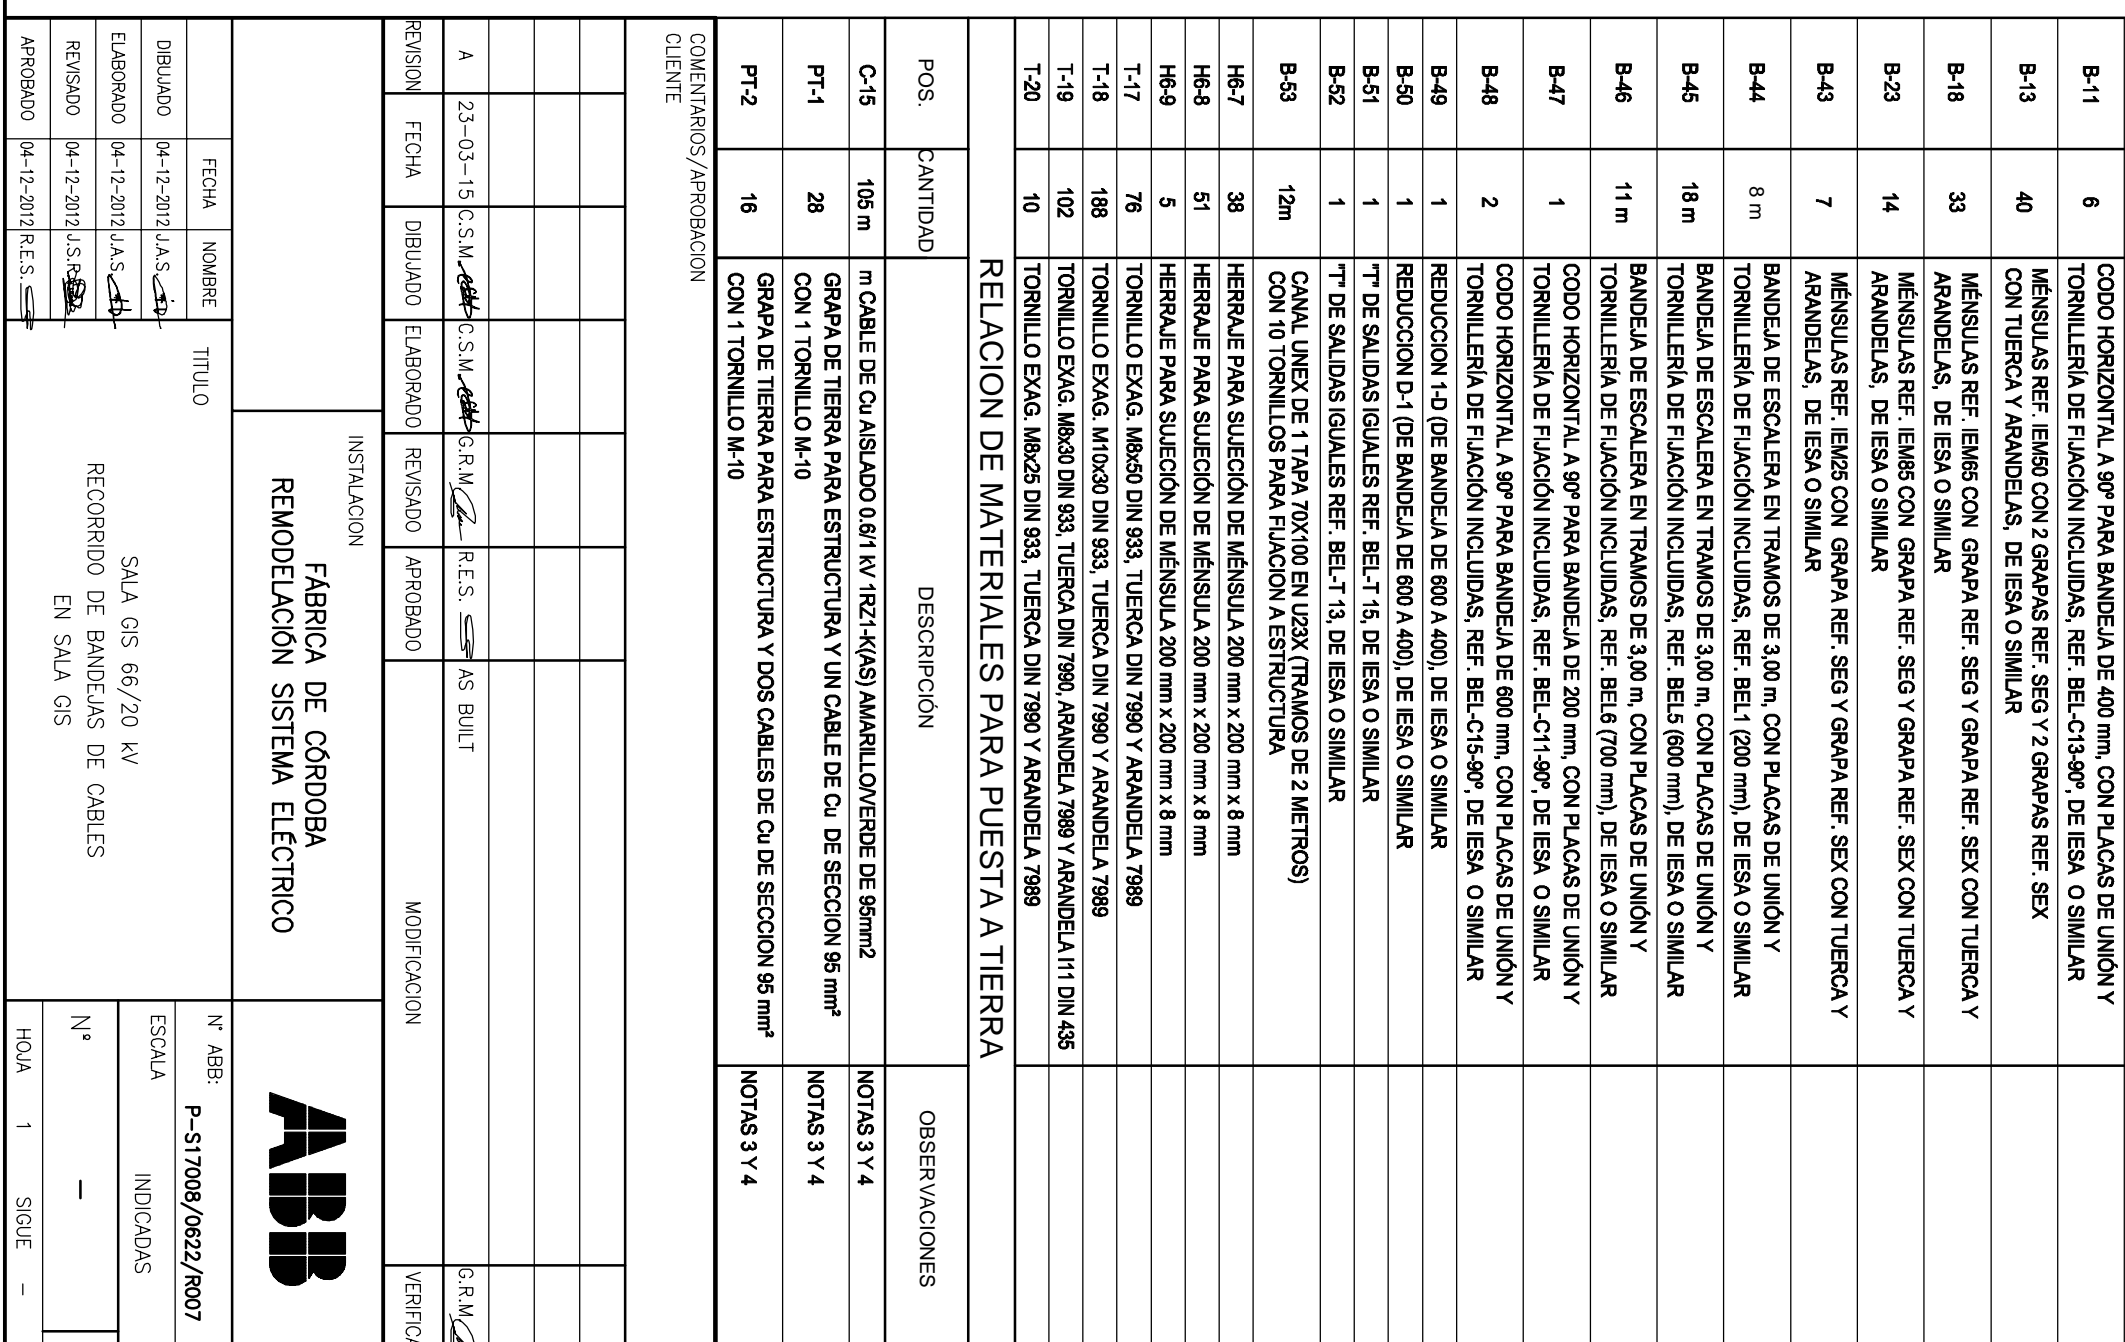 B-11 6 CODO HORIZONTAL A 90º PARA BANDEJA DE 400 mm, CON PLACAS DE UNIÓN Y
TORNILLERÍA DE FIJACIÓN INCLUIDAS, REF. BEL-C13-90º, DE IESA O SIMILAR
B-13 40 MÉNSULAS REF. IEM50 CON 2 GRAPAS REF. SEG Y 2 GRAPAS REF. SEX
CON TUERCA Y ARANDELAS, DE IESA O SIMILAR
B-18 33 MÉNSULAS REF. IEM65 CON GRAPA REF. SEG Y GRAPA REF. SEX CON TUERCA Y
ARANDELAS, DE IESA O SIMILAR
B-23 14 MÉNSULAS REF. IEM85 CON GRAPA REF. SEG Y GRAPA REF. SEX CON TUERCA Y
ARANDELAS, DE IESA O SIMILAR
B-43 7 MÉNSULAS REF. IEM25 CON GRAPA REF. SEG Y GRAPA REF. SEX CON TUERCA Y
ARANDELAS, DE IESA O SIMILAR
B-44 8 m BANDEJA DE ESCALERA EN TRAMOS DE 3,00 m, CON PLACAS DE UNIÓN Y
TORNILLERÍA DE FIJACIÓN INCLUIDAS, REF. BEL1 (200 mm), DE IESA O SIMILAR
B-45 18 m BANDEJA DE ESCALERA EN TRAMOS DE 3,00 m, CON PLACAS DE UNIÓN Y
TORNILLERÍA DE FIJACIÓN INCLUIDAS, REF. BEL5 (600 mm), DE IESA O SIMILAR
B-46 11 m BANDEJA DE ESCALERA EN TRAMOS DE 3,00 m, CON PLACAS DE UNIÓN Y
TORNILLERÍA DE FIJACIÓN INCLUIDAS, REF. BEL6 (700 mm), DE IESA O SIMILAR
B-47 1 CODO HORIZONTAL A 90º PARA BANDEJA DE 200 mm, CON PLACAS DE UNIÓN Y
TORNILLERÍA DE FIJACIÓN INCLUIDAS, REF. BEL-C11-90º, DE IESA O SIMILAR
B-48 2 CODO HORIZONTAL A 90º PARA BANDEJA DE 600 mm, CON PLACAS DE UNIÓN Y
TORNILLERÍA DE FIJACIÓN INCLUIDAS, REF. BEL-C15-90º, DE IESA O SIMILAR
B-49 1 REDUCCION 1-D (DE BANDEJA DE 600 A 400), DE IESA O SIMILAR
B-50 1 REDUCCION D-1 (DE BANDEJA DE 600 A 400), DE IESA O SIMILAR
B-51 1 "T" DE SALIDAS IGUALES REF. BEL-T 15, DE IESA O SIMILAR
B-52 1 "T" DE SALIDAS IGUALES REF. BEL-T 13, DE IESA O SIMILAR
B-53 12m CANAL UNEX DE 1 TAPA 70X100 EN U23X (TRAMOS DE 2 METROS)
CON 10 TORNILLOS PARA FIJACION A ESTRUCTURA
H6-7 38 HERRAJE PARA SUJECIÓN DE MÉNSULA 200 mm x 200 mm x 8 mm
H6-8 51 HERRAJE PARA SUJECIÓN DE MÉNSULA 200 mm x 200 mm x 8 mm
H6-9 5 HERRAJE PARA SUJECIÓN DE MÉNSULA 200 mm x 200 mm x 8 mm
T-17 76 TORNILLO EXAG. M8x50 DIN 933, TUERCA DIN 7990 Y ARANDELA 7989
T-18 188 TORNILLO EXAG. M10x30 DIN 933, TUERCA DIN 7990 Y ARANDELA 7989
T-19 102 TORNILLO EXAG. M8x30 DIN 933, TUERCA DIN 7990, ARANDELA 7989 Y ARANDELA I11 DIN 435
T-20 10 TORNILLO EXAG. M8x25 DIN 933, TUERCA DIN 7990 Y ARANDELA 7989
RELACION DE MATERIALES PARA PUESTA A TIERRA
POS. CANTIDAD DESCRIPCIÓN OBSERVACIONES
C-15 105 m m CABLE DE Cu AISLADO 0.6/1 kV 1RZ1-K(AS) AMARILLO/VERDE DE 95mm2 NOTAS 3 Y 4
PT-1 28 GRAPA DE TIERRA PARA ESTRUCTURA Y UN CABLE DE Cu DE SECCION 95 mm² NOTAS 3 Y 4
CON 1 TORNILLO M-10
PT-2 16 GRAPA DE TIERRA PARA ESTRUCTURA Y DOS CABLES DE Cu DE SECCION 95 mm² NOTAS 3 Y 4
CON 1 TORNILLO M-10
COMENTARIOS/APROBACION
CLIENTE
A 23-03-15 C.S.M. C.S.M. G.R.M. R.E.S. AS BUILT G.R.M.
REVISION FECHA DIBUJADO ELABORADO REVISADO APROBADO MODIFICACION VERIFICA
INSTALACION
FÁBRICA DE CÓRDOBA
REMODELACIÓN SISTEMA ELÉCTRICO
ABB
FECHA NOMBRE
DIBUJADO 04-12-2012 J.A.S.
ELABORADO 04-12-2012 J.A.S.
REVISADO 04-12-2012 J.S.R.
APROBADO 04-12-2012 R.E.S.
TITULO
SALA GIS 66/20 kV
RECORRIDO DE BANDEJAS DE CABLES
EN SALA GIS
Nº ABB: P-S17008/0622/R007
ESCALA INDICADAS
Nº -
HOJA 1 SIGUE -